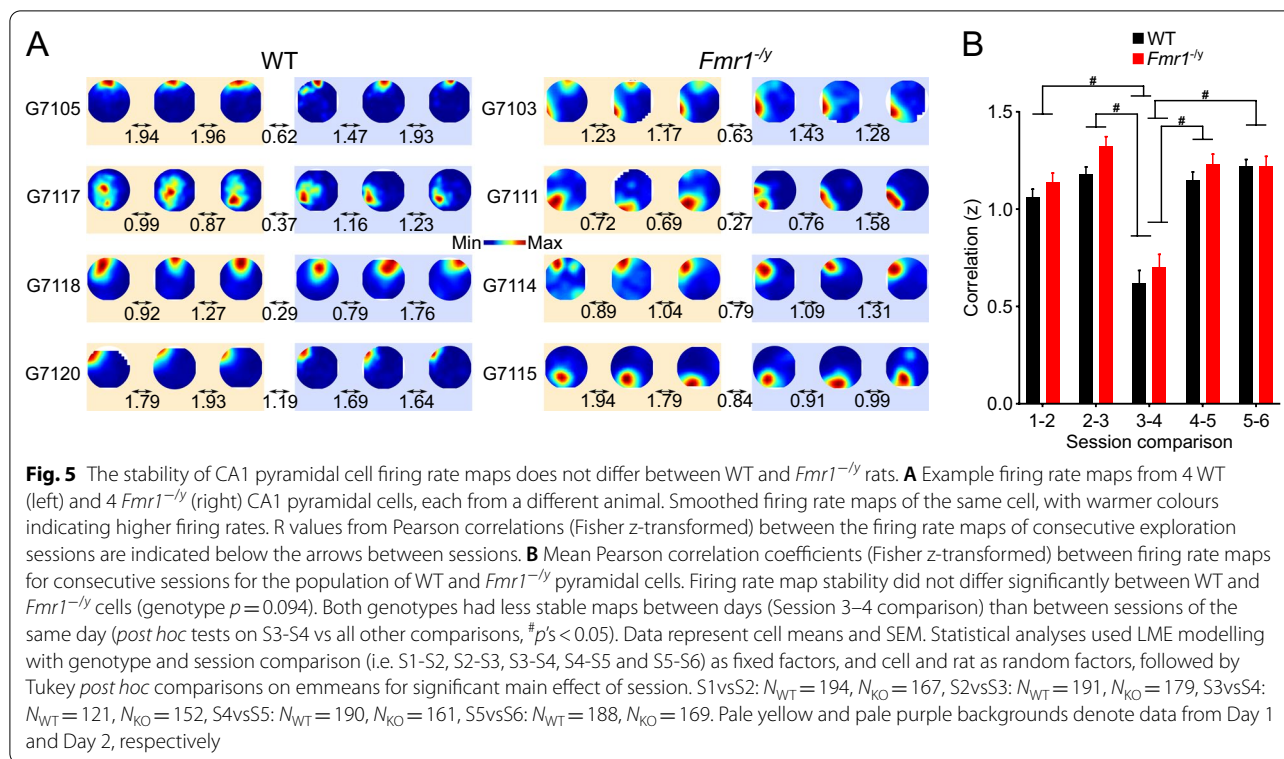 A
B
WT
Fmr1-/y
WT
Fmr1-/y
G7105
1.94 1.96 0.62 1.47 1.93
G7103
1.23 1.17 0.63 1.43 1.28
G7117
0.99 0.87 0.37 1.16 1.23
G7111
0.72 0.69 0.27 0.76 1.58
Min Max
G7118
0.92 1.27 0.29 0.79 1.76
G7114
0.89 1.04 0.79 1.09 1.31
G7120
1.79 1.93 1.19 1.69 1.64
G7115
1.94 1.79 0.84 0.91 0.99
# # # #
Correlation (z)
1.5
1.0
0.5
0.0
1-2 2-3 3-4 4-5 5-6
Session comparison
Fig. 5 The stability of CA1 pyramidal cell firing rate maps does not differ between WT and Fmr1−/y rats. A Example firing rate maps from 4 WT
(left) and 4 Fmr1−/y (right) CA1 pyramidal cells, each from a different animal. Smoothed firing rate maps of the same cell, with warmer colours
indicating higher firing rates. R values from Pearson correlations (Fisher z-transformed) between the firing rate maps of consecutive exploration
sessions are indicated below the arrows between sessions. B Mean Pearson correlation coefficients (Fisher z-transformed) between firing rate maps
for consecutive sessions for the population of WT and Fmr1−/y pyramidal cells. Firing rate map stability did not differ significantly between WT and
Fmr1−/y cells (genotype p = 0.094). Both genotypes had less stable maps between days (Session 3–4 comparison) than between sessions of the
same day (post hoc tests on S3-S4 vs all other comparisons, #p's < 0.05). Data represent cell means and SEM. Statistical analyses used LME modelling
with genotype and session comparison (i.e. S1-S2, S2-S3, S3-S4, S4-S5 and S5-S6) as fixed factors, and cell and rat as random factors, followed by
Tukey post hoc comparisons on emmeans for significant main effect of session. S1vsS2: NWT = 194, NKO = 167, S2vsS3: NWT = 191, NKO = 179, S3vsS4:
NWT = 121, NKO = 152, S4vsS5: NWT = 190, NKO = 161, S5vsS6: NWT = 188, NKO = 169. Pale yellow and pale purple backgrounds denote data from Day 1
and Day 2, respectively